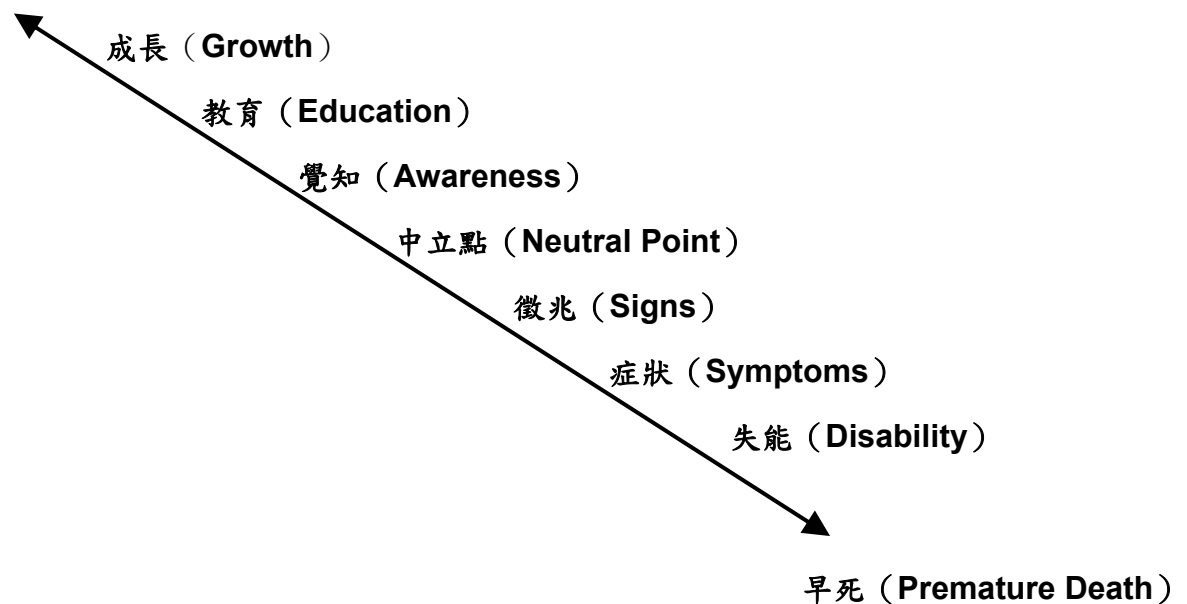 成長（Growth）
教育（Education）
覺知（Awareness）
中立點（Neutral Point）
徵兆（Signs）
症狀（Symptoms）
失能（Disability）
早死（Premature Death）